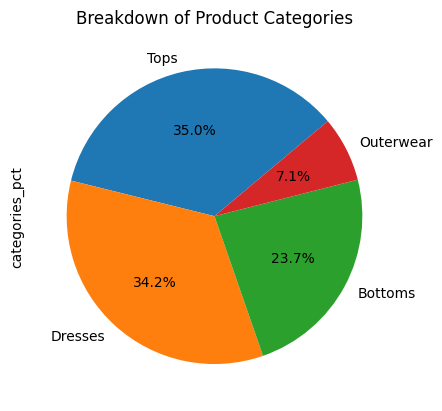 Breakdown of Product Categories
Tops
35.0%
Outerwear
7.1%
categories_pct
23.7%
34.2%
Bottoms
Dresses